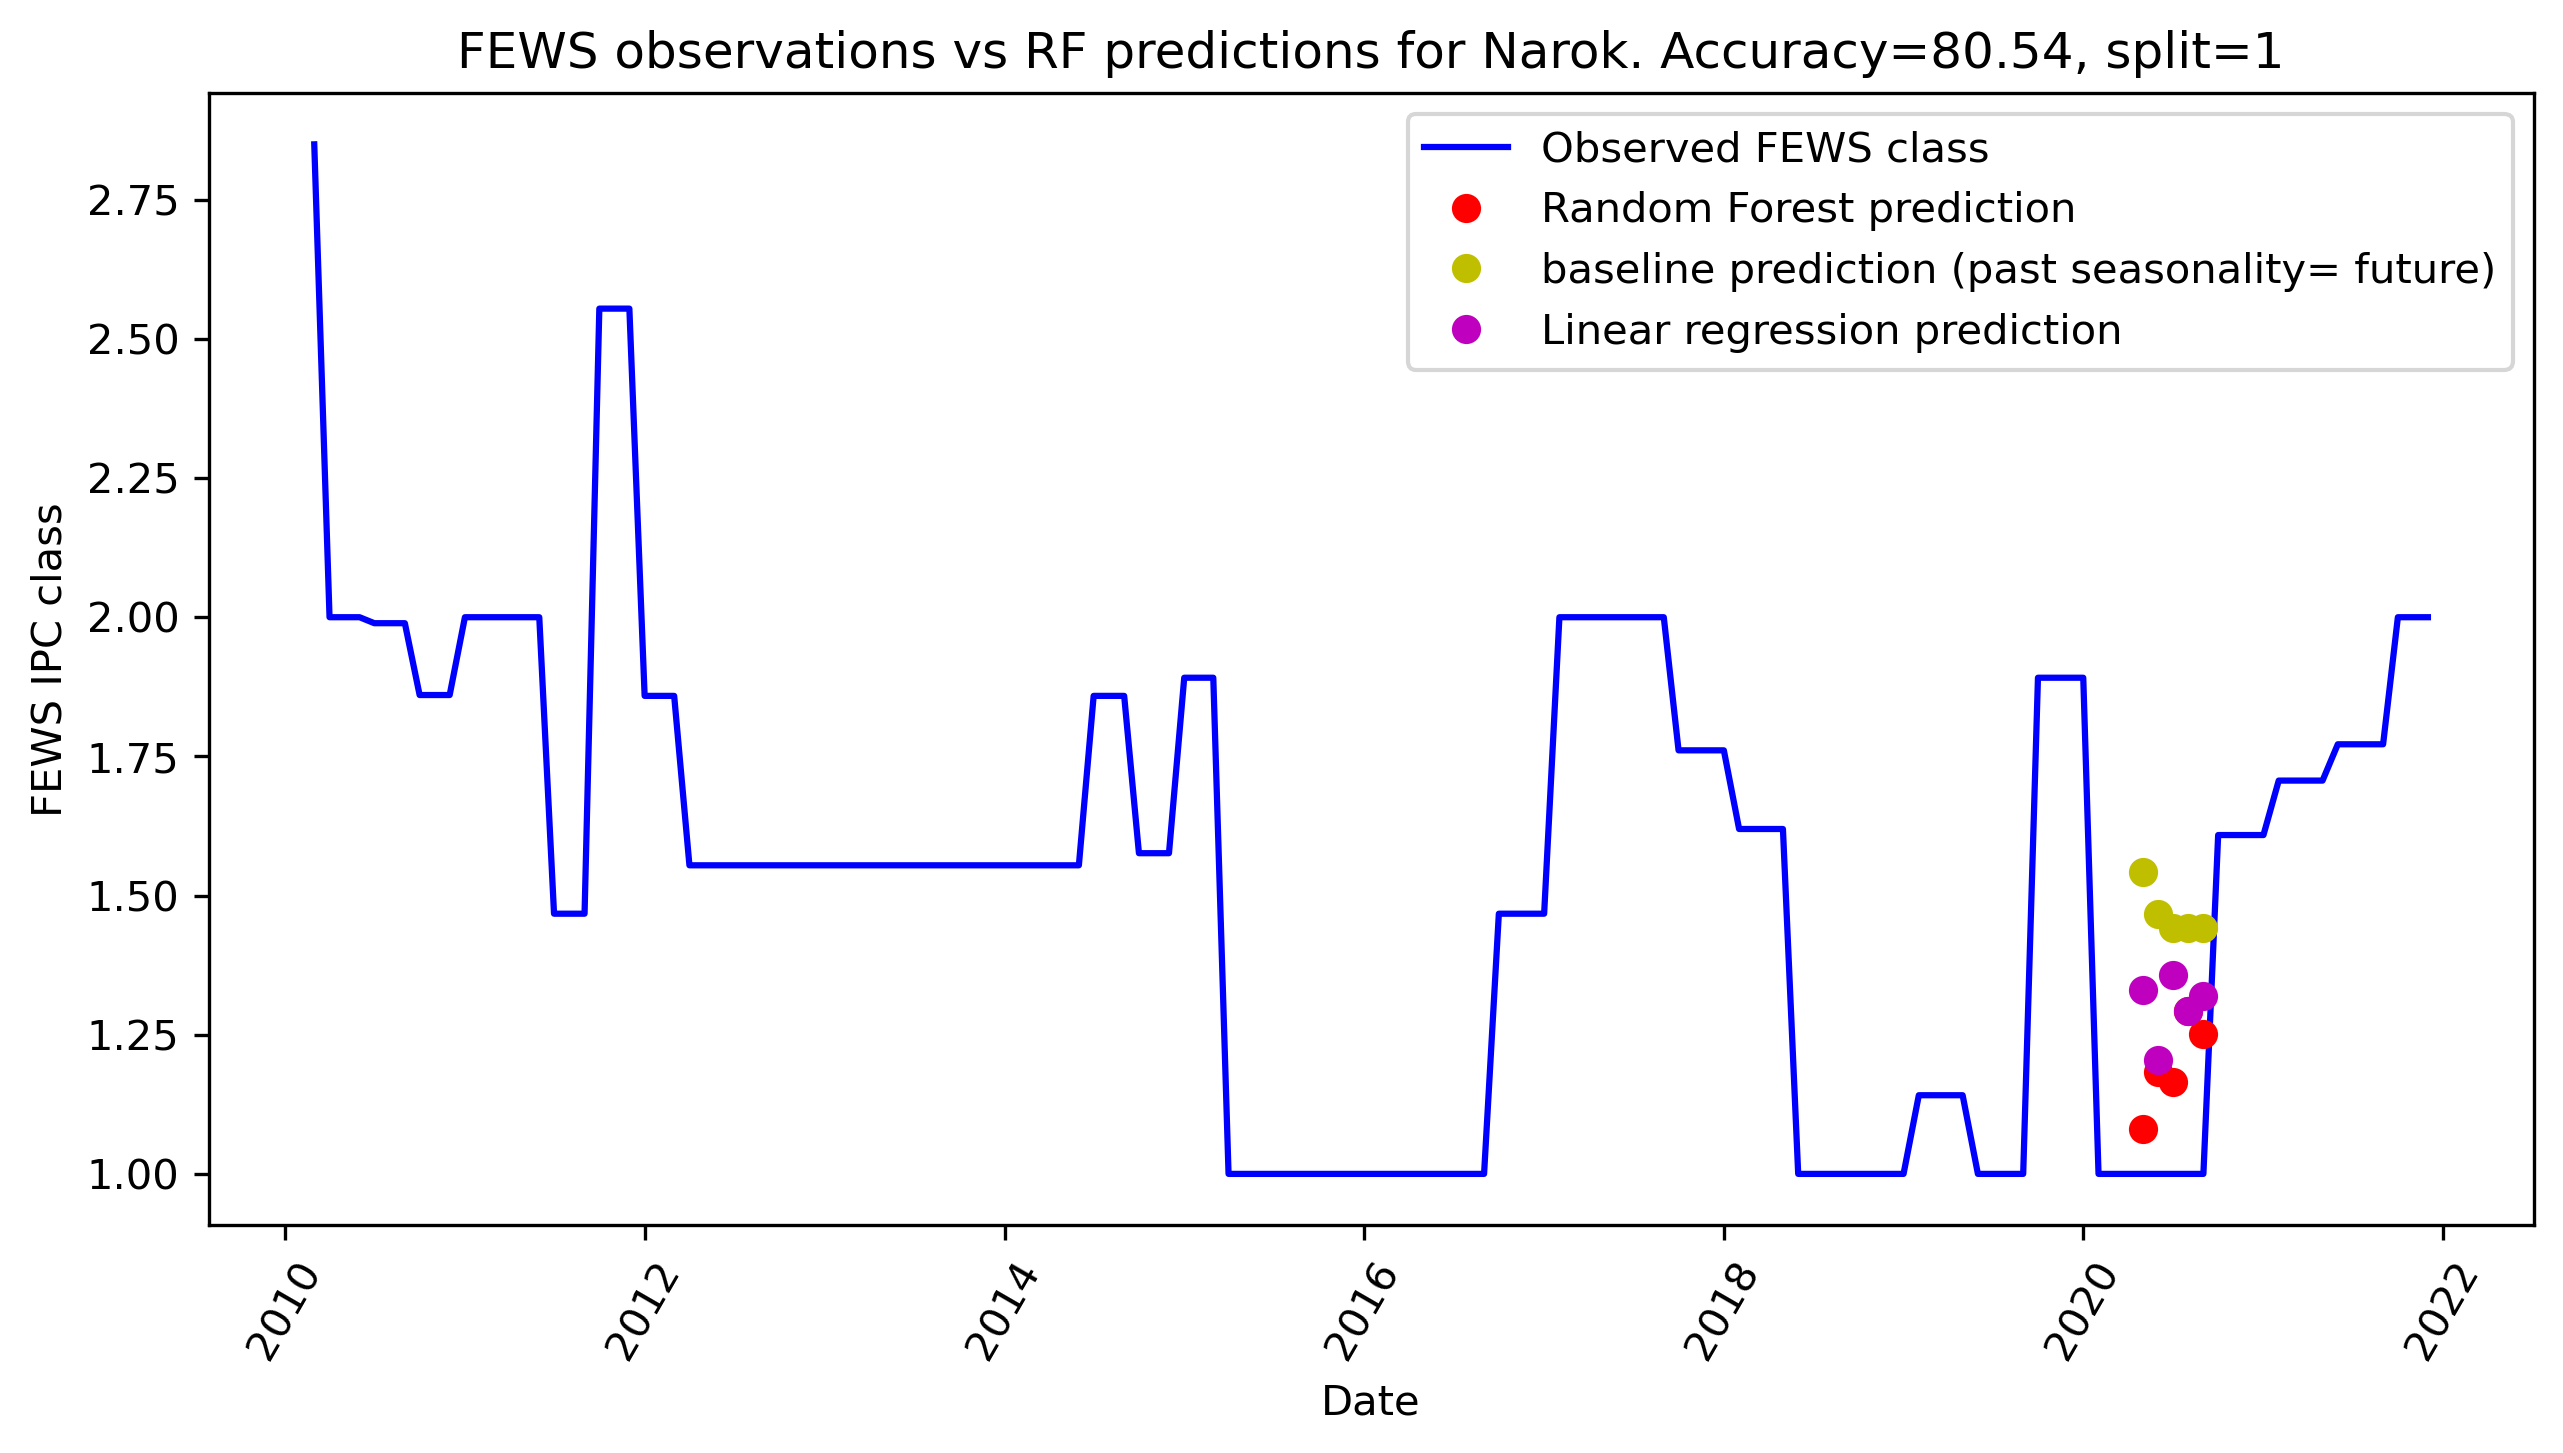 FEWS observations vs RF predictions for Narok. Accuracy=80.54, split=1
Observed FEWS class
Random Forest prediction
baseline prediction (past seasonality= future)
Linear regression prediction
FEWS IPC class
2.75
2.50
2.25
2.00
1.75
1.50
1.25
1.00
2010
2012
2014
2016
2018
2020
2022
Date